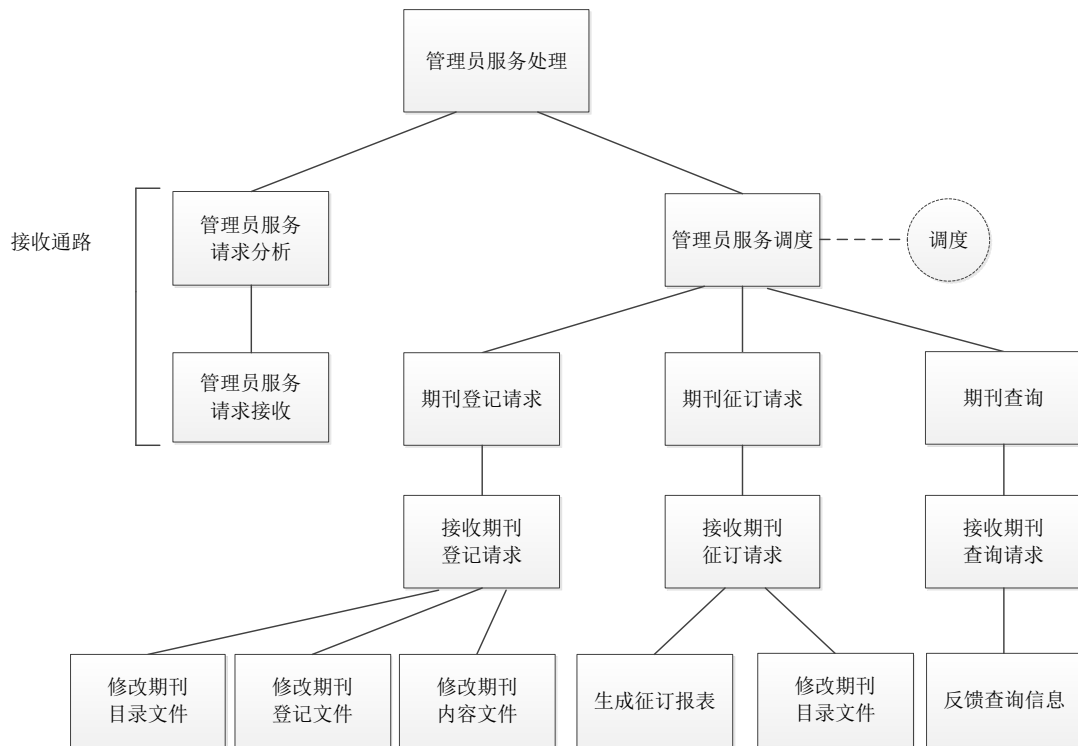 管理员服务处理
接收通路
管理员服务
请求分析
管理员服务调度
调度
管理员服务
请求接收
期刊登记请求
期刊征订请求
期刊查询
接收期刊
登记请求
接收期刊
征订请求
接收期刊
查询请求
修改期刊
目录文件
修改期刊
登记文件
修改期刊
内容文件
生成征订报表
修改期刊
目录文件
反馈查询信息